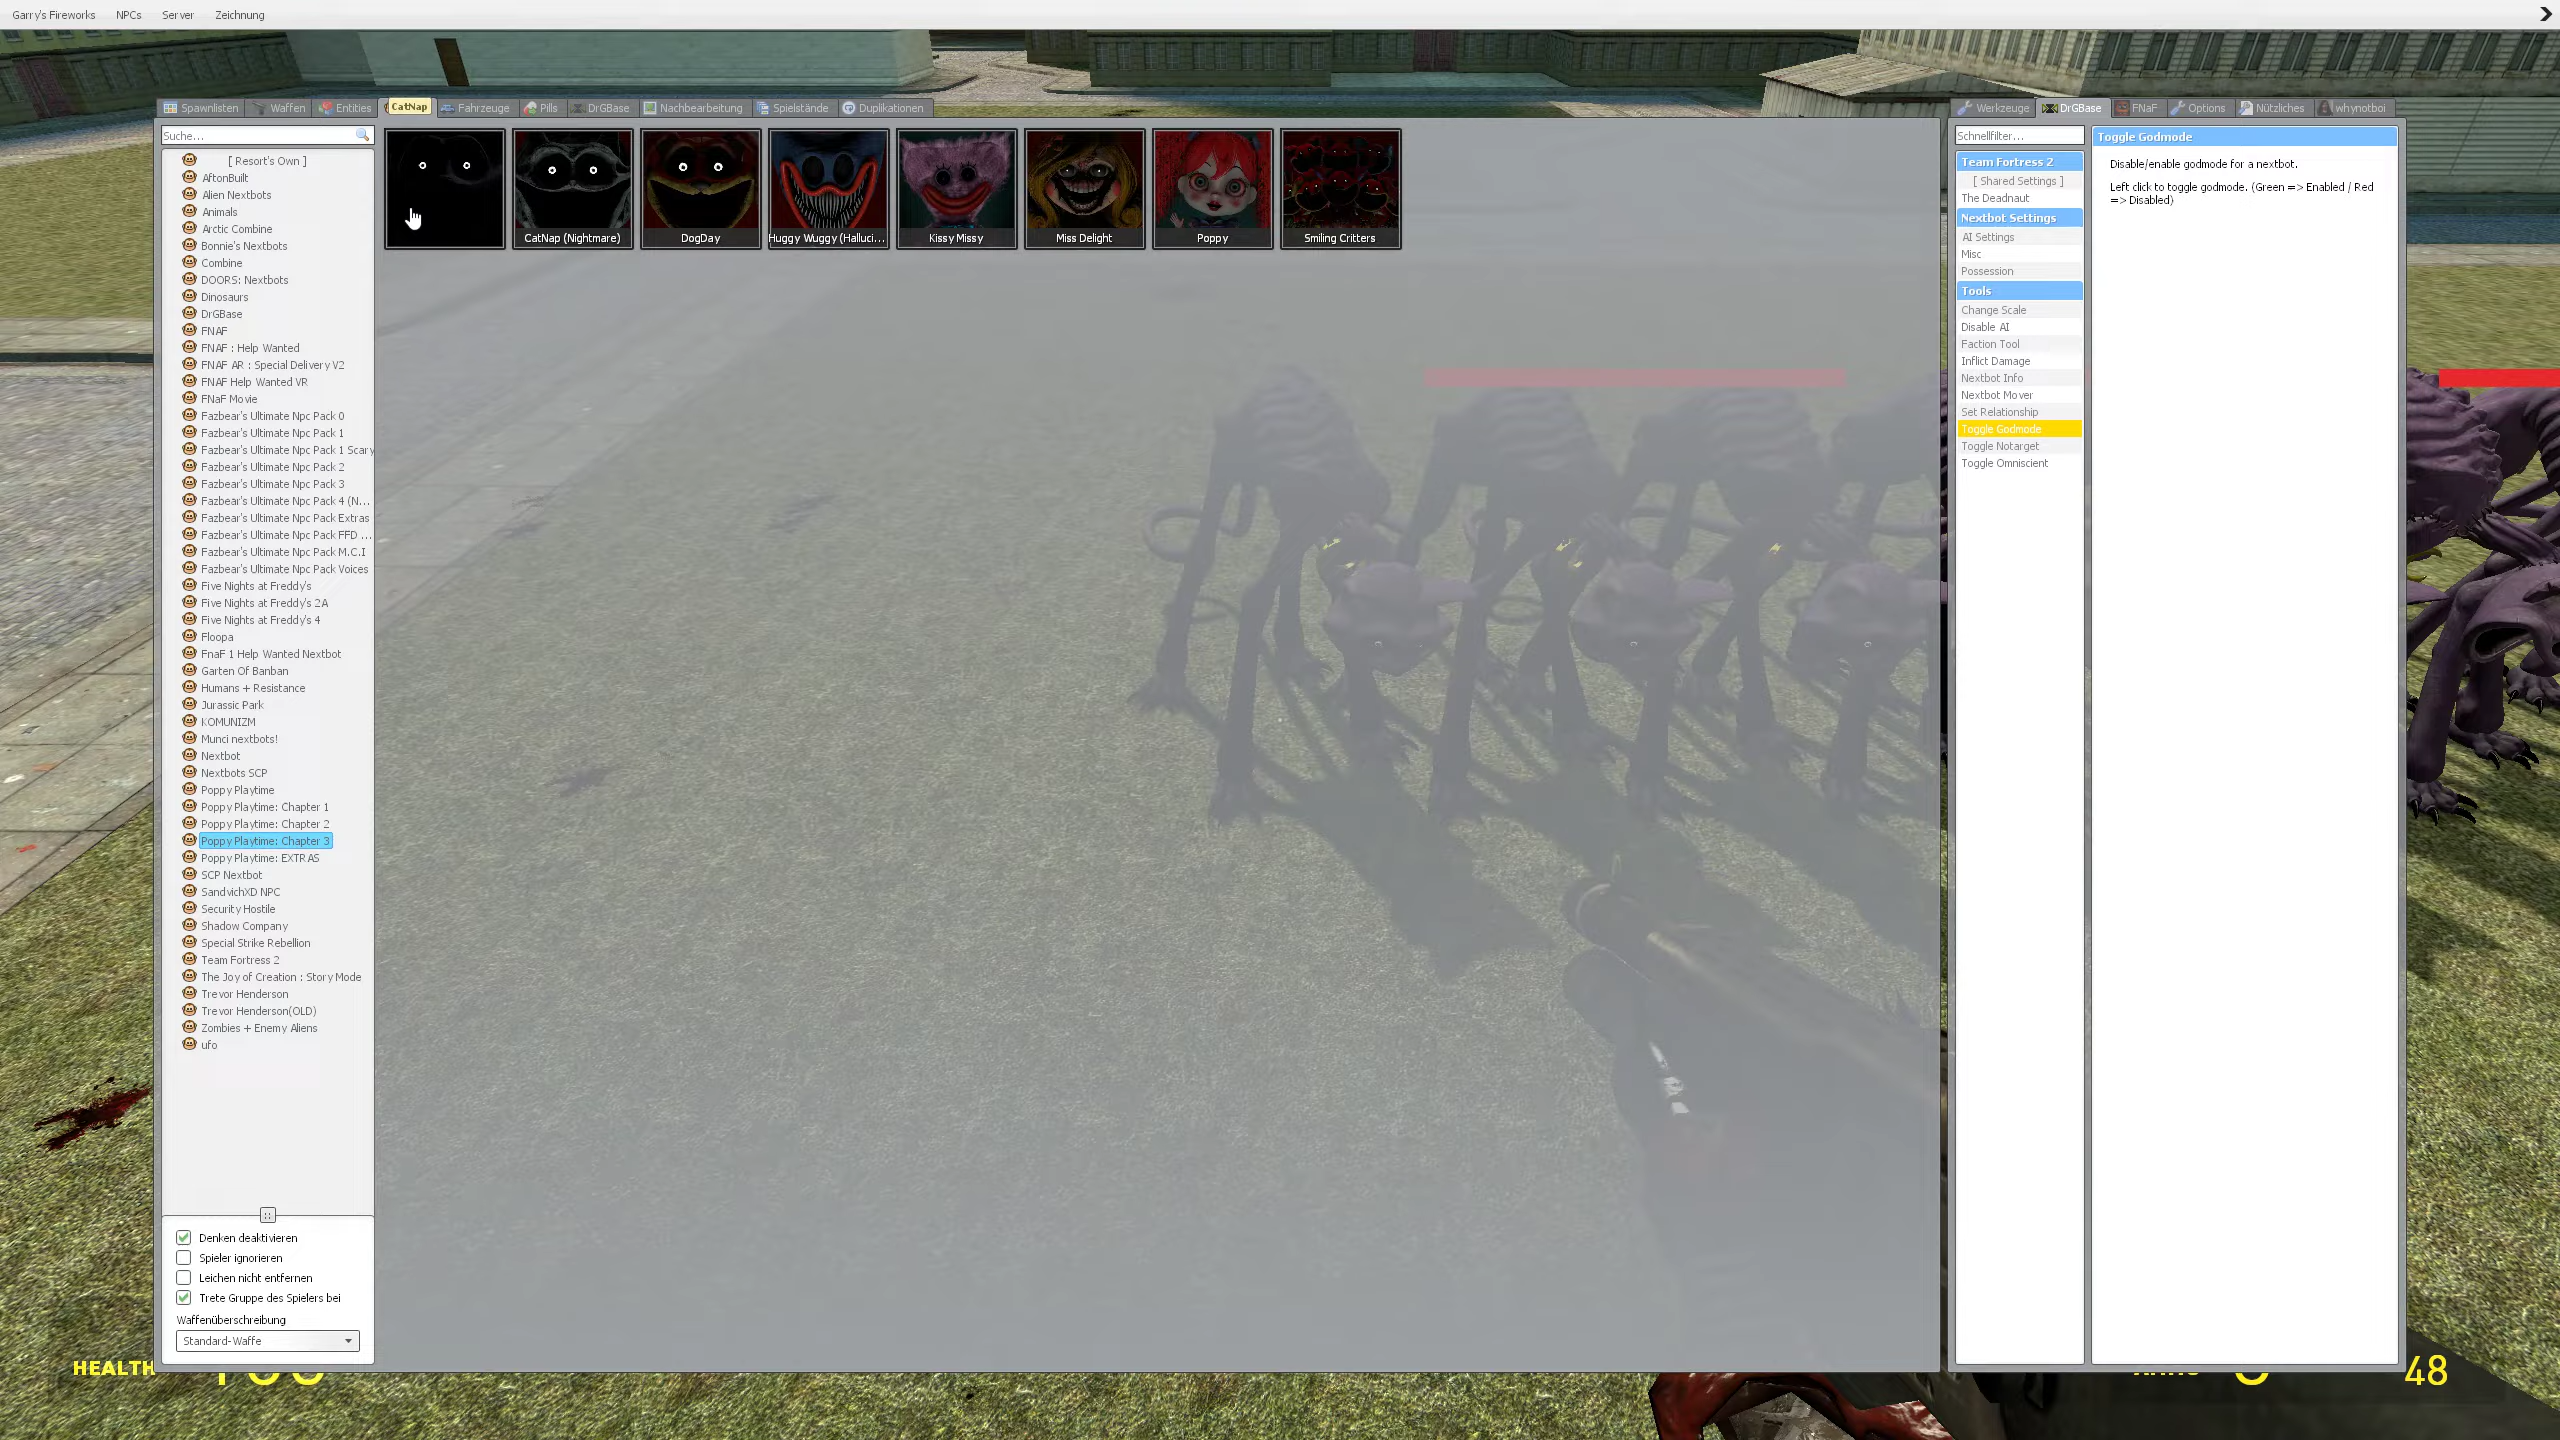 Garry's Fireworks NPCs Server Zeichnung
Spawnlisten Waffen Entities CatNap Fahrzeuge Pills DrGBase Nachbearbeitung Spielstände Duplikationen
Werkzeuge DrGBase FNaF Options Nützliches whynotboi
Suche...
[ Resort's Own ]
AftonBuilt
Alien Nextbots
Animals
Arctic Combine
Bonnie's Nextbots
Combine
DOORS: Nextbots
Dinosaurs
DrGBase
FNAF
FNAF : Help Wanted
FNAF AR : Special Delivery V2
FNAF Help Wanted VR
FNaF Movie
Fazbear's Ultimate Npc Pack 0
Fazbear's Ultimate Npc Pack 1
Fazbear's Ultimate Npc Pack 1 Scary
Fazbear's Ultimate Npc Pack 2
Fazbear's Ultimate Npc Pack 3
Fazbear's Ultimate Npc Pack 4 (N...
Fazbear's Ultimate Npc Pack Extras
Fazbear's Ultimate Npc Pack FFD ...
Fazbear's Ultimate Npc Pack M.C.I
Fazbear's Ultimate Npc Pack Voices
Five Nights at Freddy's
Five Nights at Freddy's 2A
Five Nights at Freddy's 4
Floopa
FnaF 1 Help Wanted Nextbot
Garten Of Banban
Humans + Resistance
Jurassic Park
KOMUNIZM
Munci nextbots!
Nextbot
Nextbots SCP
Poppy Playtime
Poppy Playtime: Chapter 1
Poppy Playtime: Chapter 2
Poppy Playtime: Chapter 3
Poppy Playtime: EXTRAS
SCP Nextbot
SandvichXD NPC
Security Hostile
Shadow Company
Special Strike Rebellion
Team Fortress 2
The Joy of Creation : Story Mode
Trevor Henderson
Trevor Henderson(OLD)
Zombies + Enemy Aliens
ufo
Denken deaktivieren
Spieler ignorieren
Leichen nicht entfernen
Trete Gruppe des Spielers bei
Waffenüberschreibung
Standard-Waffe
CatNap (Nightmare) DogDay Huggy Wuggy (Halluci... Kissy Missy Miss Delight Poppy Smiling Critters
Schnellfilter...
Team Fortress 2
[ Shared Settings ]
The Deadnaut
Nextbot Settings
AI Settings
Misc
Possession
Tools
Change Scale
Disable AI
Faction Tool
Inflict Damage
Nextbot Info
Nextbot Mover
Set Relationship
Toggle Godmode
Toggle Notarget
Toggle Omniscient
Toggle Godmode
Disable/enable godmode for a nextbot.
Left click to toggle godmode. (Green => Enabled / Red
=> Disabled)
HEALTH
48